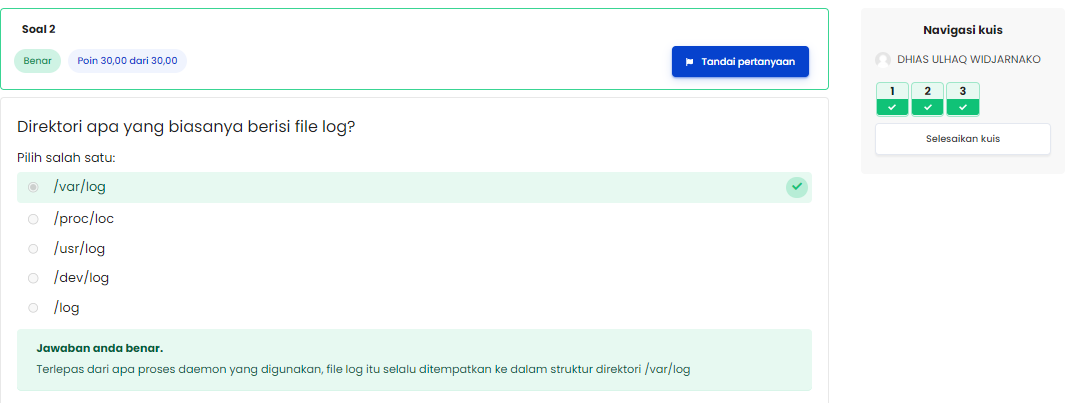 Soal 2
Benar
Poin 30,00 dari 30,00
Tandai pertanyaan
Direktori apa yang biasanya berisi file log?
Pilih salah satu:
/var/log
/proc/loc
/usr/log
/dev/log
/log
Jawaban anda benar.
Terlepas dari apa proses daemon yang digunakan, file log itu selalu ditempatkan ke dalam struktur direktori /var/log
Navigasi kuis
DHIAS ULHAQ WIDJARNAKO
1 2 3
Selesaikan kuis